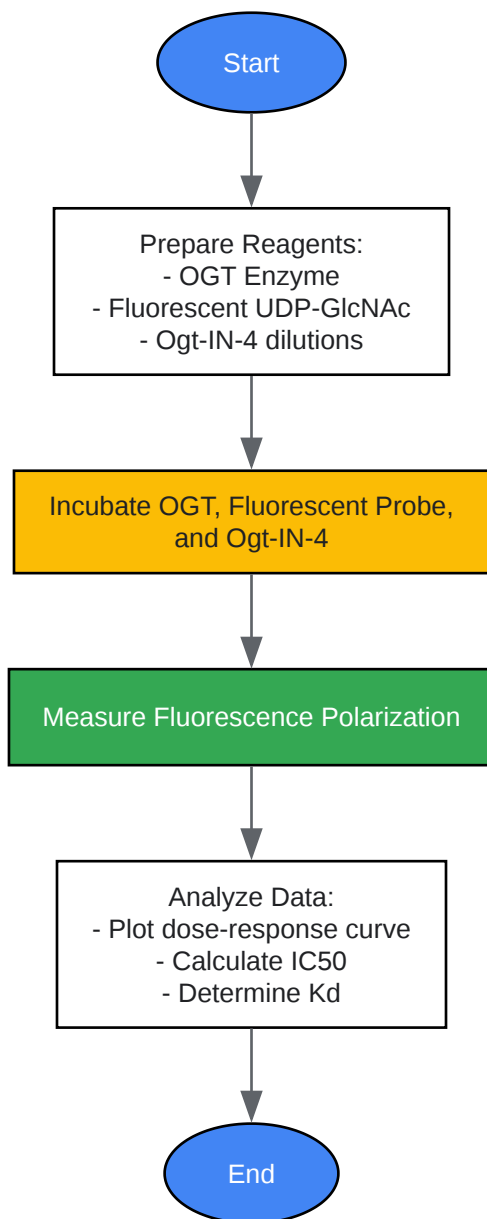 Start
Prepare Reagents:
- OGT Enzyme
- Fluorescent UDP-GlcNAc
- Ogt-IN-4 dilutions
Incubate OGT, Fluorescent Probe,
and Ogt-IN-4
Measure Fluorescence Polarization
Analyze Data:
- Plot dose-response curve
- Calculate IC50
- Determine Kd
End